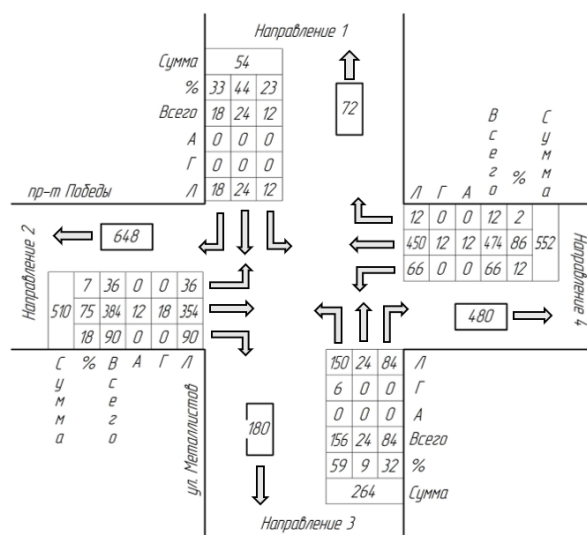 Направление 1
Сумма 54
% 33 44 23
Всего 18 24 12
А 0 0 0
Г 0 0 0
Л 18 24 12
72
Всего
%
Сумма
Л Г А
12 0 0 12 2
450 12 12 474 86 552
66 0 0 66 12
пр-т Победы
648
Направление 2
Направление 4
7 36 0 0 36
510 75 384 12 18 354
18 90 0 0 90
480
Сумма
%
Всего
А Г Л
ул. Металлистов
180
150 24 84 Л
6 0 0 Г
0 0 0 А
156 24 84 Всего
59 9 32 %
264 Сумма
Направление 3